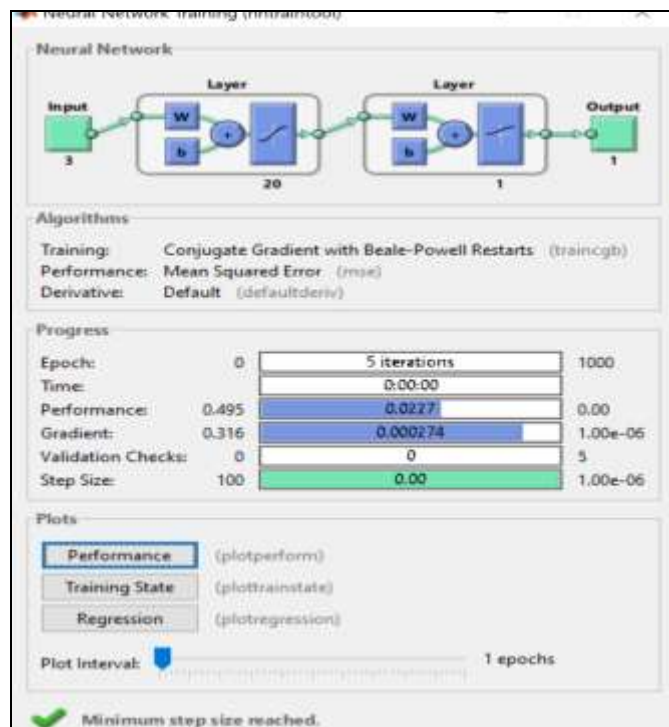 Neural Network Training (nntraintool)
Neural Network
Layer Layer
Input Output
W W
+ +
b b
3 1
20 1
Algorithms
Training: Conjugate Gradient with Beale-Powell Restarts (traincgb)
Performance: Mean Squared Error (mse)
Derivative: Default (defaultderiv)
Progress
Epoch: 0 5 iterations 1000
Time: 0:00:00
Performance: 0.495 0.0227 0.00
Gradient: 0.316 0.000274 1.00e-06
Validation Checks: 0 0 5
Step Size: 100 0.00 1.00e-06
Plots
Performance (plotperform)
Training State (plottrainstate)
Regression (plotregression)
Plot Interval: 1 epochs
Minimum step size reached.